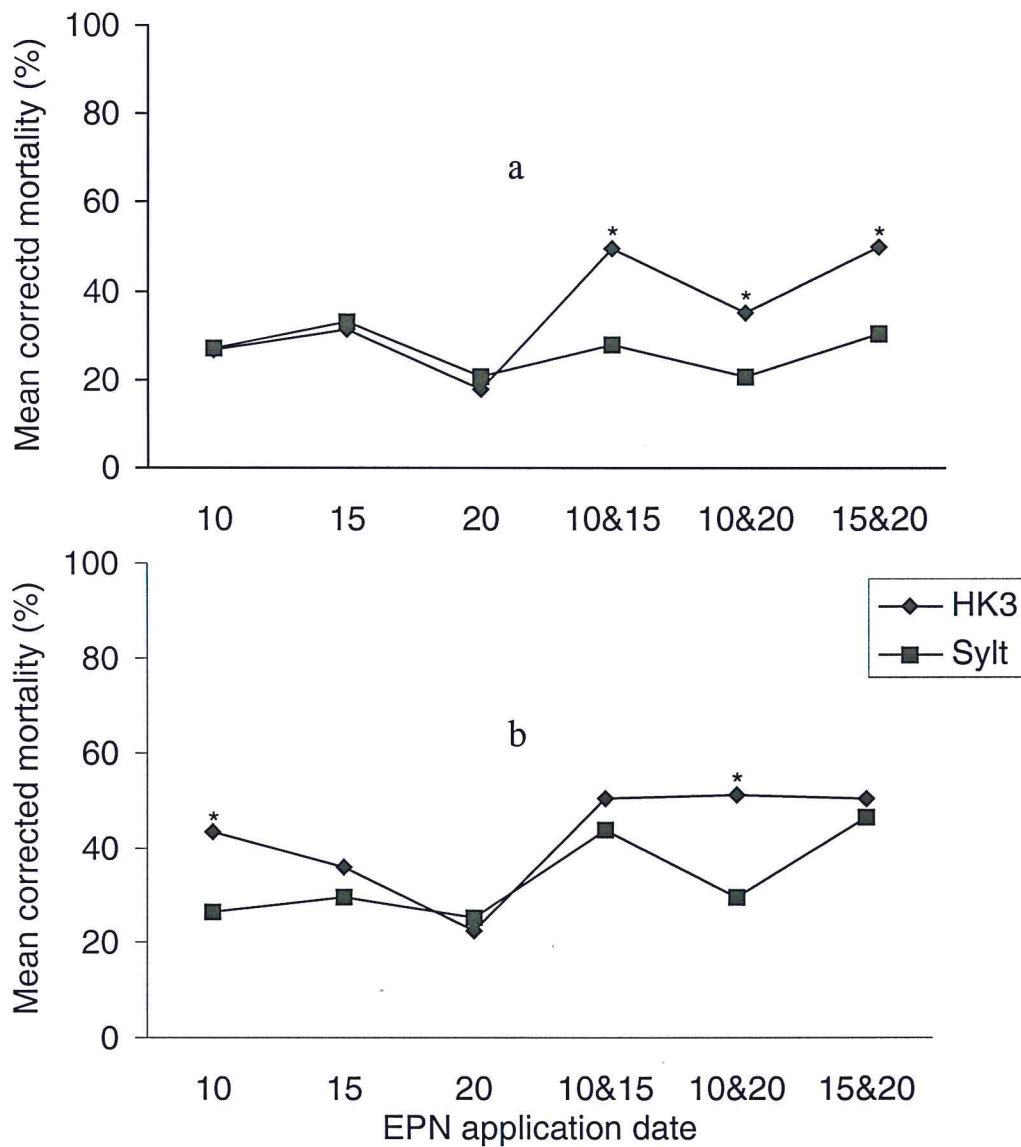 Mean correctd mortality (%)
100
80
60
40
20
0
a
*
*
*
10 15 20 10&15 10&20 15&20
Mean corrected mortality (%)
100
80
60
40
20
0
b
*
*
HK3
Sylt
10 15 20 10&15 10&20 15&20
EPN application date